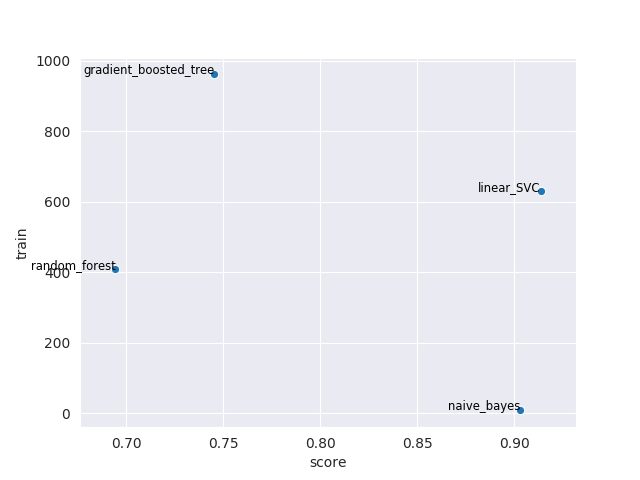 1000
gradient_boosted_tree
800
linear_SVC
600
train
random_forest
400
200
naive_bayes
0
0.70 0.75 0.80 0.85 0.90
score